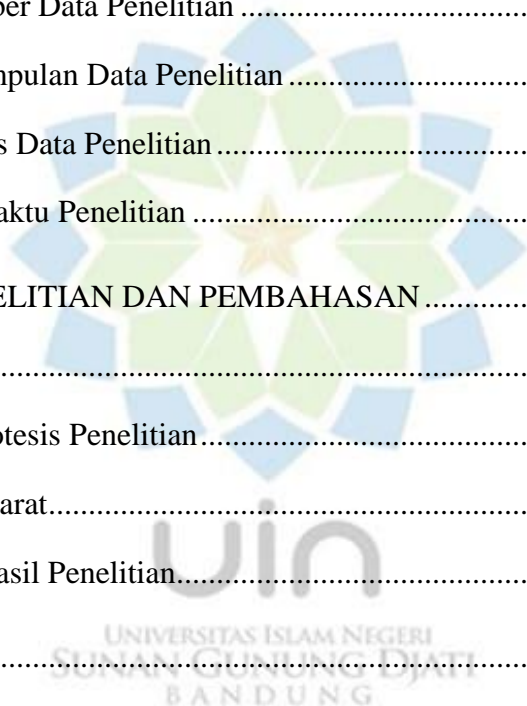 ber Data Penelitian ........................................
mpulan Data Penelitian ................................
s Data Penelitian ...........................................
aktu Penelitian ..............................................
ELITIAN DAN PEMBAHASAN ..............
....................................................................
otesis Penelitian .............................................
arat.................................................................
asil Penelitian................................................
uin
UNIVERSITAS ISLAM NEGERI
SUNAN GUNUNG DJATI
....................................................................
BANDUNG